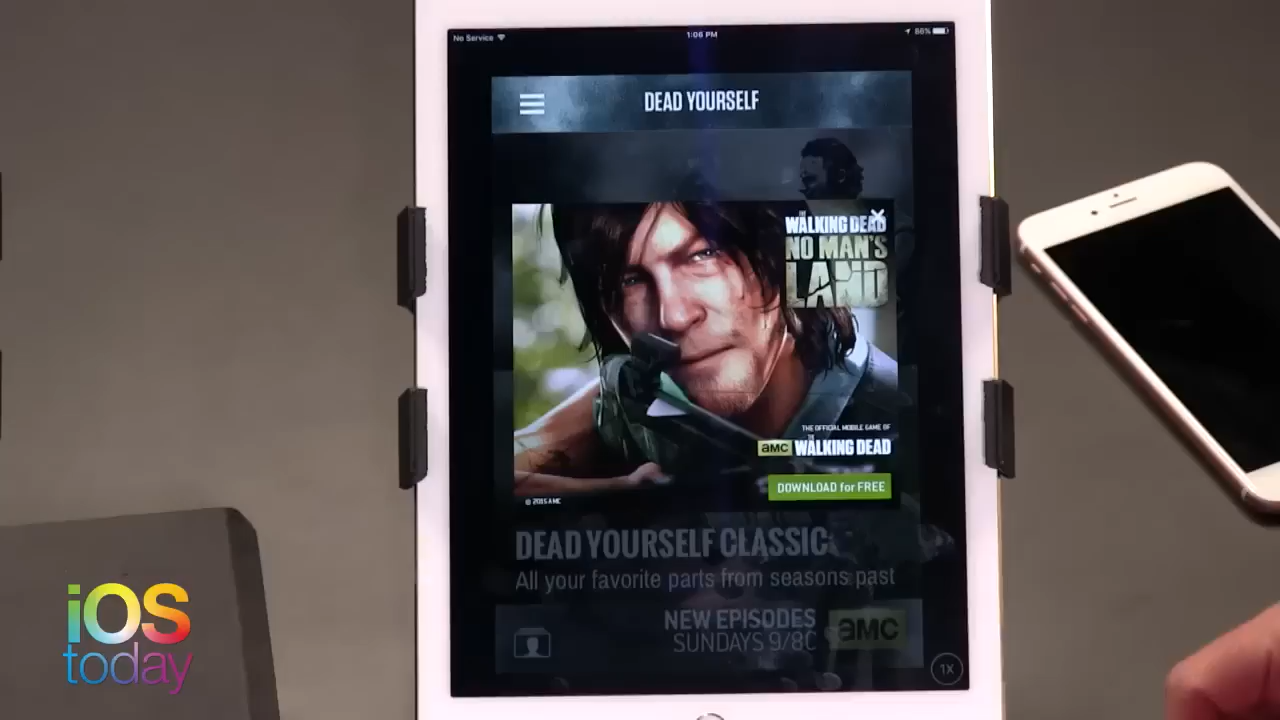 No Service
1:06 PM
86%
DEAD YOURSELF
THE
WALKING DEAD
NO MAN'S
LAND
THE OFFICIAL MOBILE GAME OF
amc THE WALKING DEAD
DOWNLOAD for FREE
© 2015 AMC
DEAD YOURSELF CLASSIC
All your favorite parts from seasons past
NEW EPISODES
SUNDAYS 9/8C
aMC
1X
iOS
today